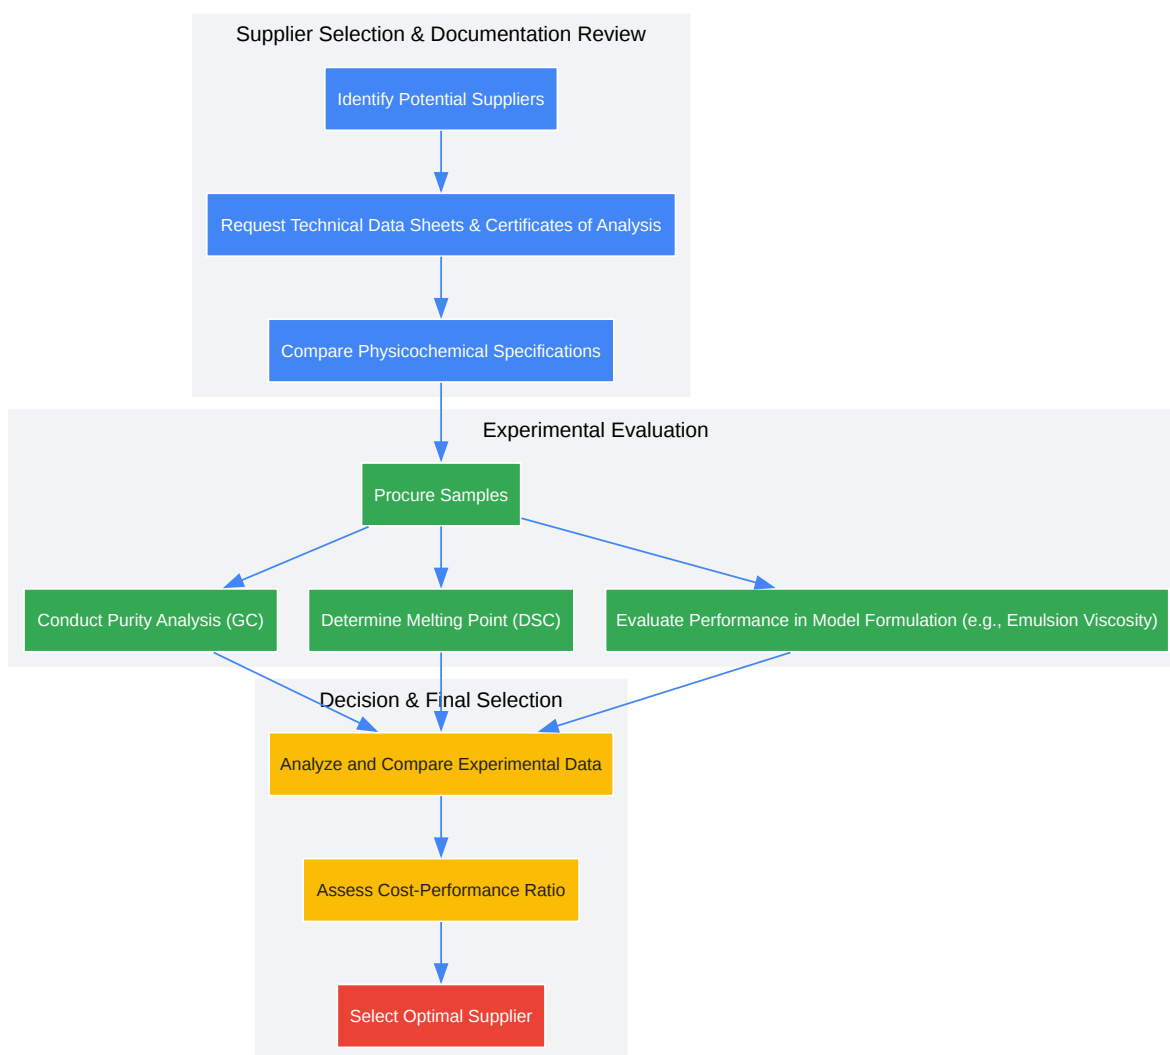 Supplier Selection & Documentation Review
Identify Potential Suppliers
Request Technical Data Sheets & Certificates of Analysis
Compare Physicochemical Specifications
Experimental Evaluation
Procure Samples
Conduct Purity Analysis (GC)
Determine Melting Point (DSC)
Evaluate Performance in Model Formulation (e.g., Emulsion Viscosity)
Decision & Final Selection
Analyze and Compare Experimental Data
Assess Cost-Performance Ratio
Select Optimal Supplier